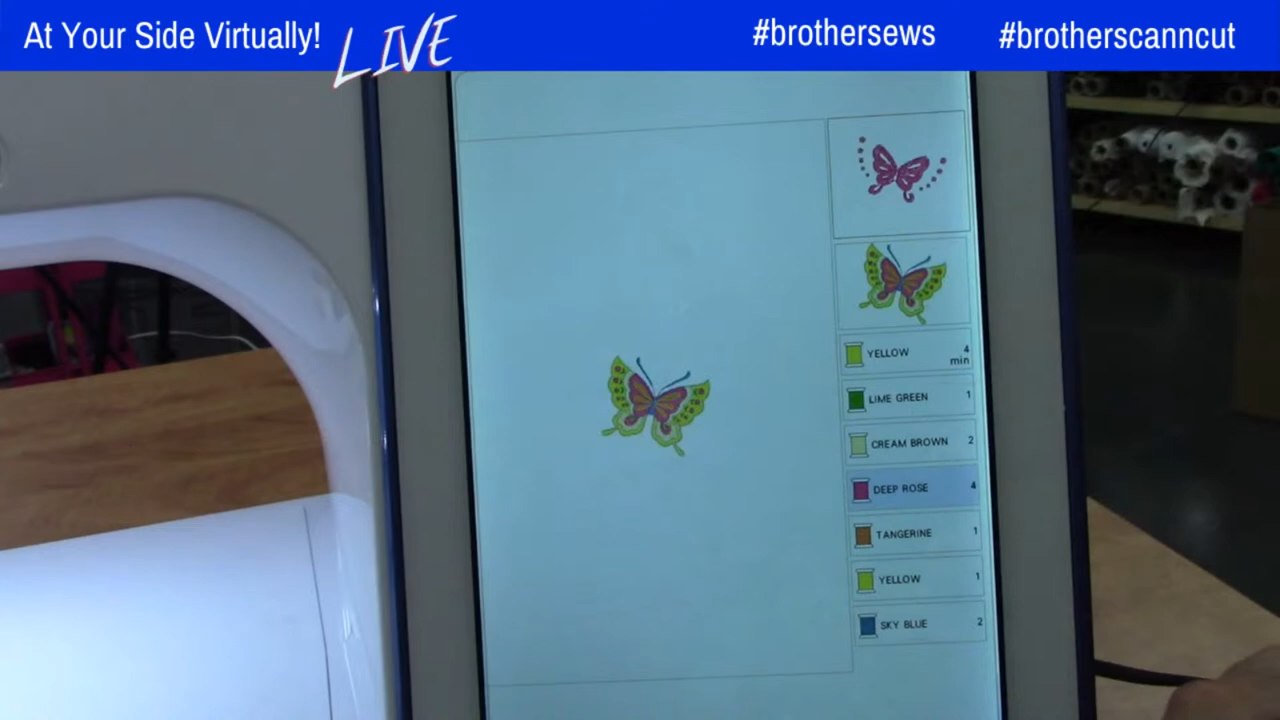 At Your Side Virtually! LIVE #brothersews #brotherscanncut
YELLOW 4 min
LIME GREEN 1
CREAM BROWN 2
DEEP ROSE 4
TANGERINE 1
YELLOW 1
SKY BLUE 2